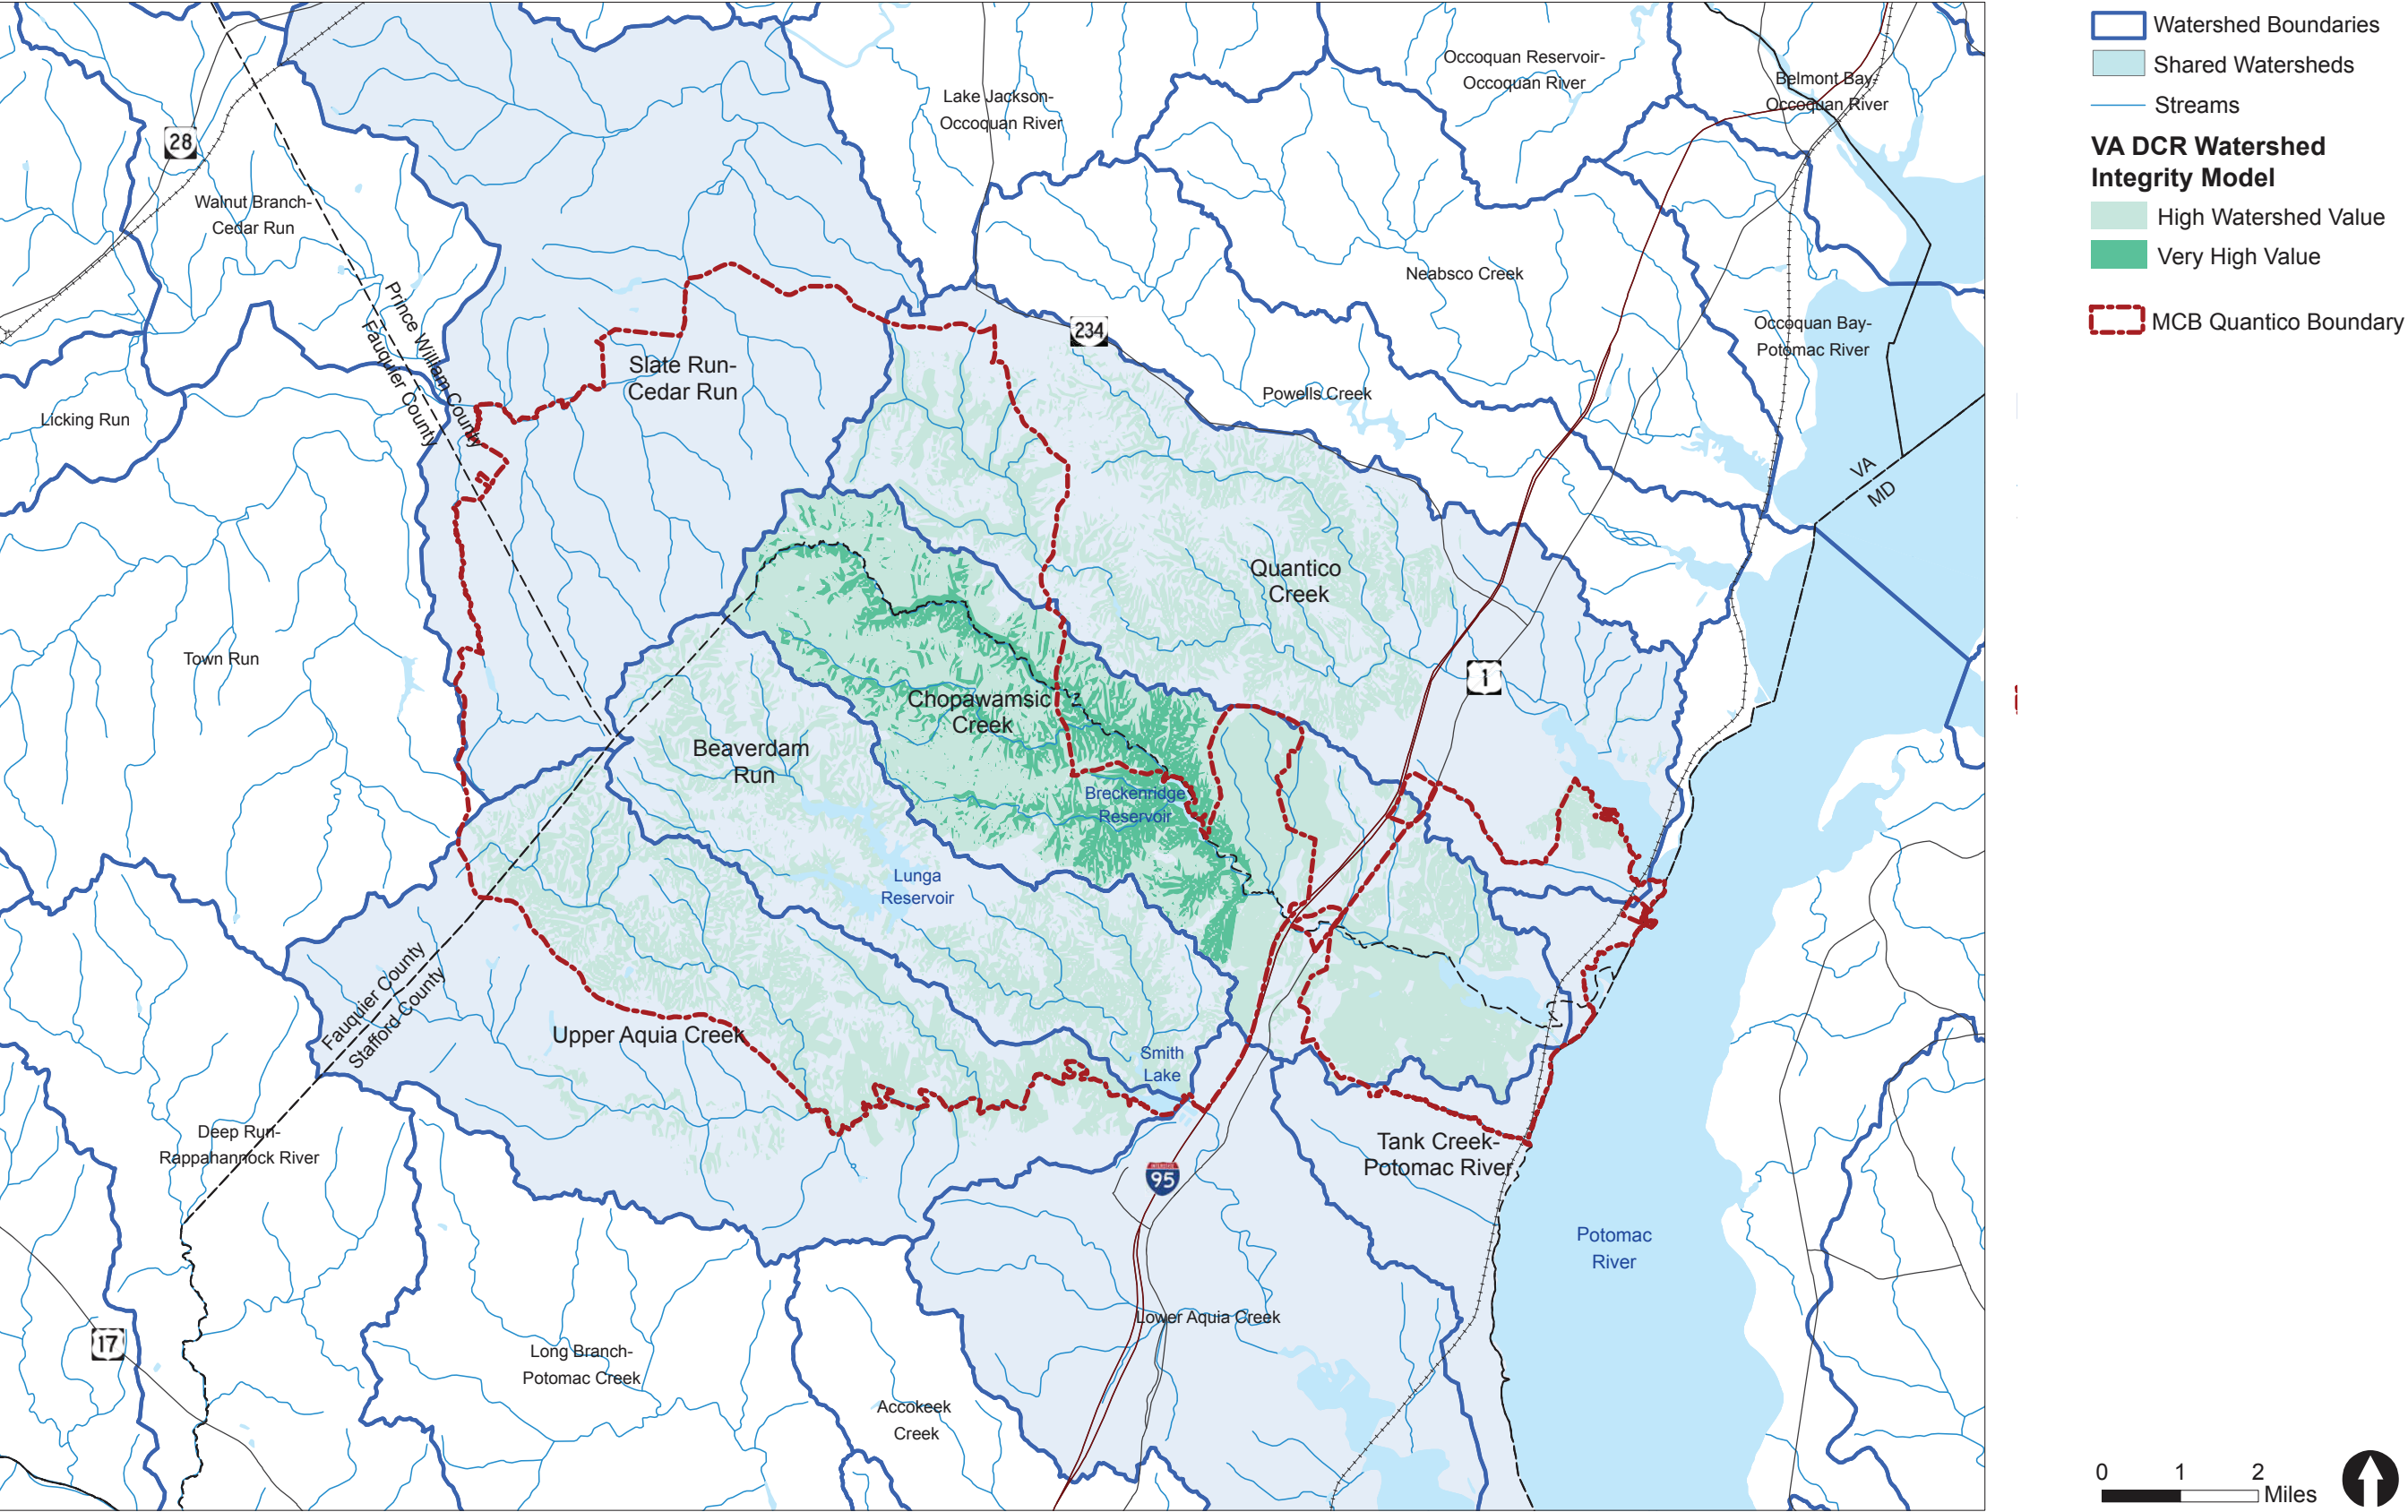 Watershed Boundaries
Shared Watersheds
Streams
VA DCR Watershed
Integrity Model
High Watershed Value
Very High Value
MCB Quantico Boundary
Occoquan Reservoir-
Occoquan River
Belmont Bay-
Occoquan River
Lake Jackson-
Occoquan River
28
Walnut Branch-
Cedar Run
Neabsco Creek
Prince William County
Fauquier County
234
Occoquan Bay-
Potomac River
Slate Run-
Cedar Run
Powells Creek
Licking Run
VA
MD
Quantico
Creek
Town Run
1
Chopawamsic
Creek
Beaverdam
Run
Breckenridge
Reservoir
Lunga
Reservoir
Fauquier County
Stafford County
Upper Aquia Creek
Smith
Lake
Deep Run-
Rappahannock River
Tank Creek-
Potomac River
INTERSTATE
95
Potomac
River
Lower Aquia Creek
17
Long Branch-
Potomac Creek
Accokeek
Creek
0 1 2
Miles